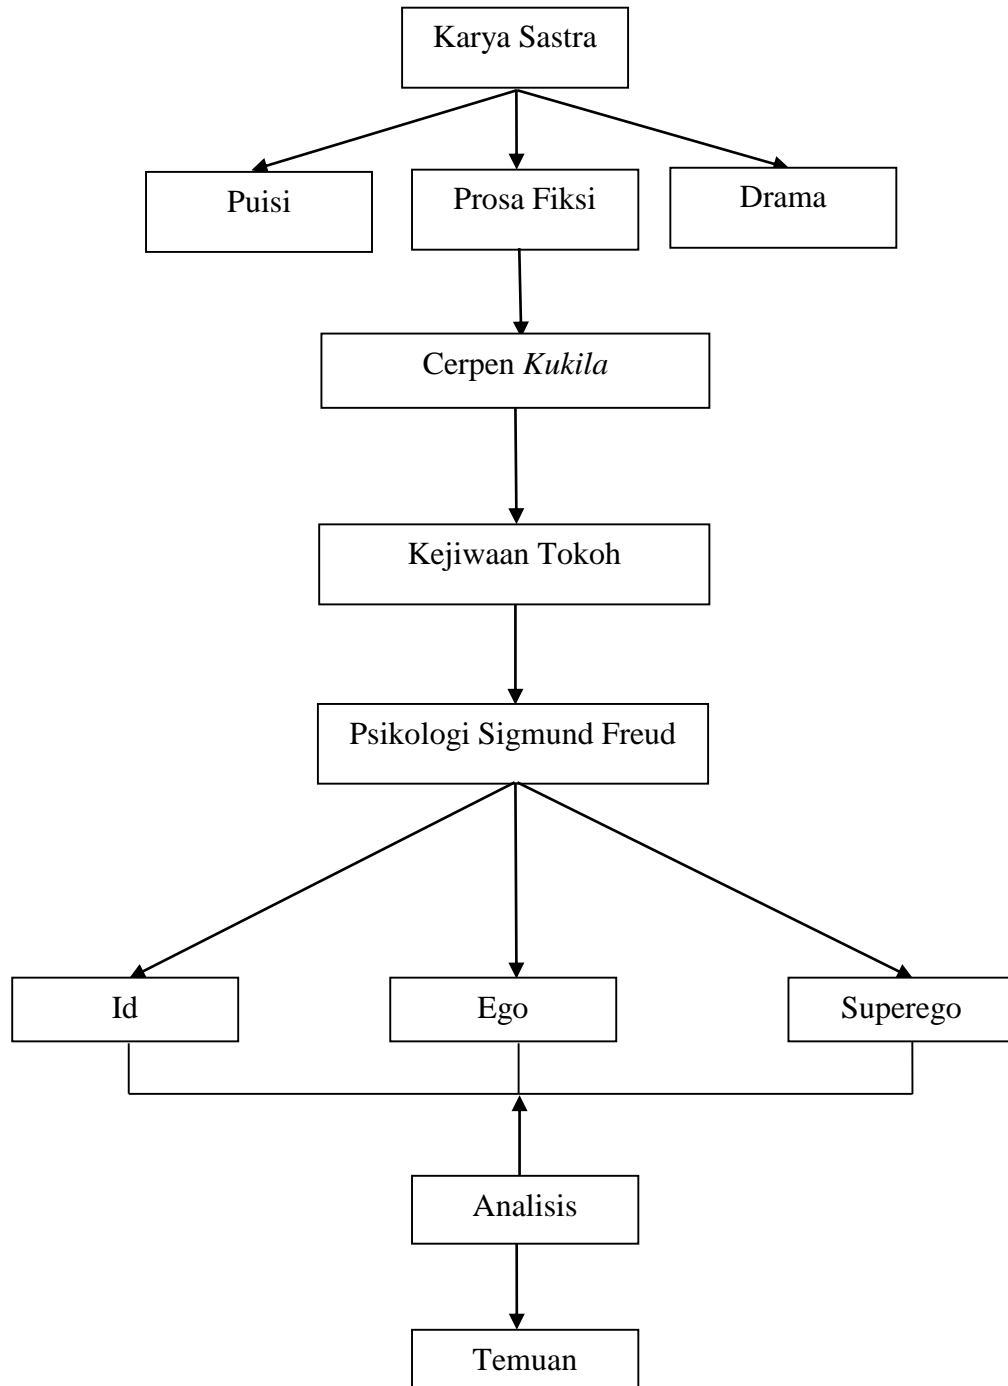 Karya Sastra
Puisi
Prosa Fiksi
Drama
Cerpen Kukila
Kejiwaan Tokoh
Psikologi Sigmund Freud
Id
Ego
Superego
Analisis
Temuan